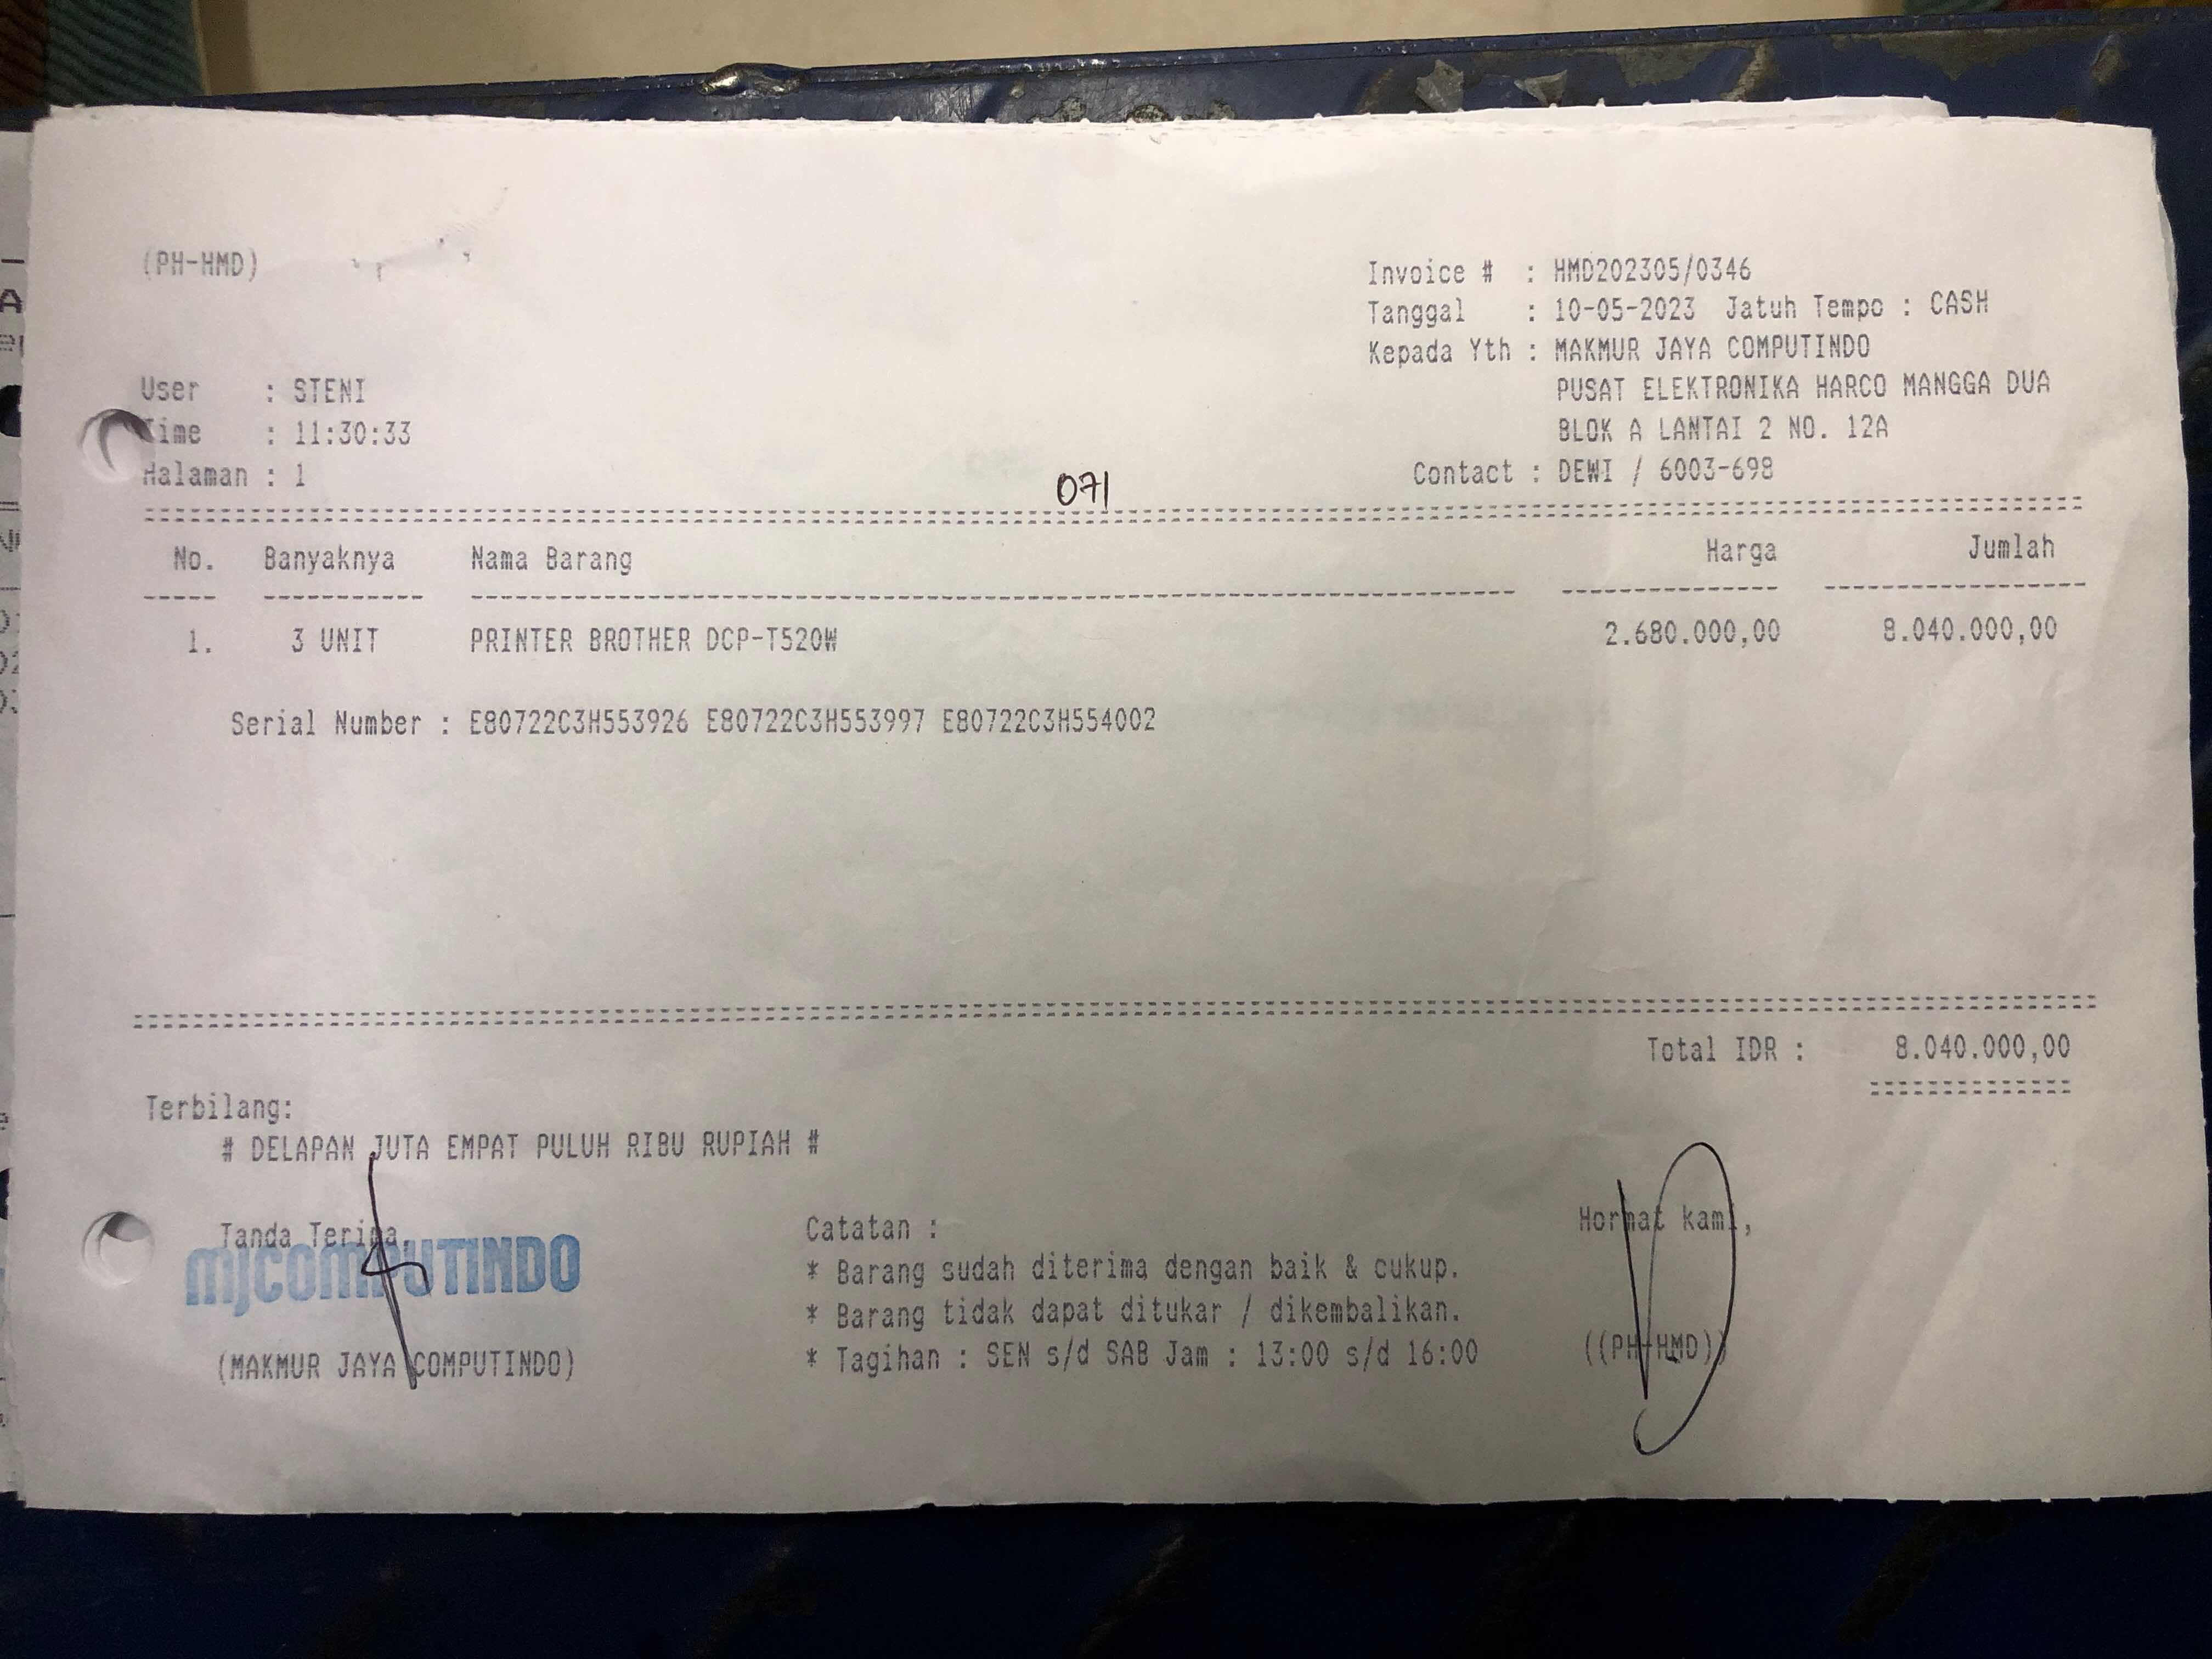 (PH-HMD)
Invoice # : HMD202305/0346
Tanggal : 10-05-2023 Jatuh Tempo : CASH
Kepada Yth : MAKMUR JAYA COMPUTINDO
PUSAT ELEKTRONIKA HARCO MANGGA DUA
BLOK A LANTAI 2 NO. 12A
Contact : DEWI / 6003-698
User : STENI
Time : 11:30:33
Halaman : 1
071
No. Banyaknya Nama Barang Harga Jumlah
1. 3 UNIT PRINTER BROTHER DCP-T520W 2.680.000,00 8.040.000,00
Serial Number : E80722C3H553926 E80722C3H553997 E80722C3H554002
Total IDR : 8.040.000,00
Terbilang:
# DELAPAN JUTA EMPAT PULUH RIBU RUPIAH #
Tanda Terima,
mjcomputindo
(MAKMUR JAYA COMPUTINDO)
Catatan :
* Barang sudah diterima dengan baik & cukup.
* Barang tidak dapat ditukar / dikembalikan.
* Tagihan : SEN s/d SAB Jam : 13:00 s/d 16:00
Hormat kami,
((PH-HMD))